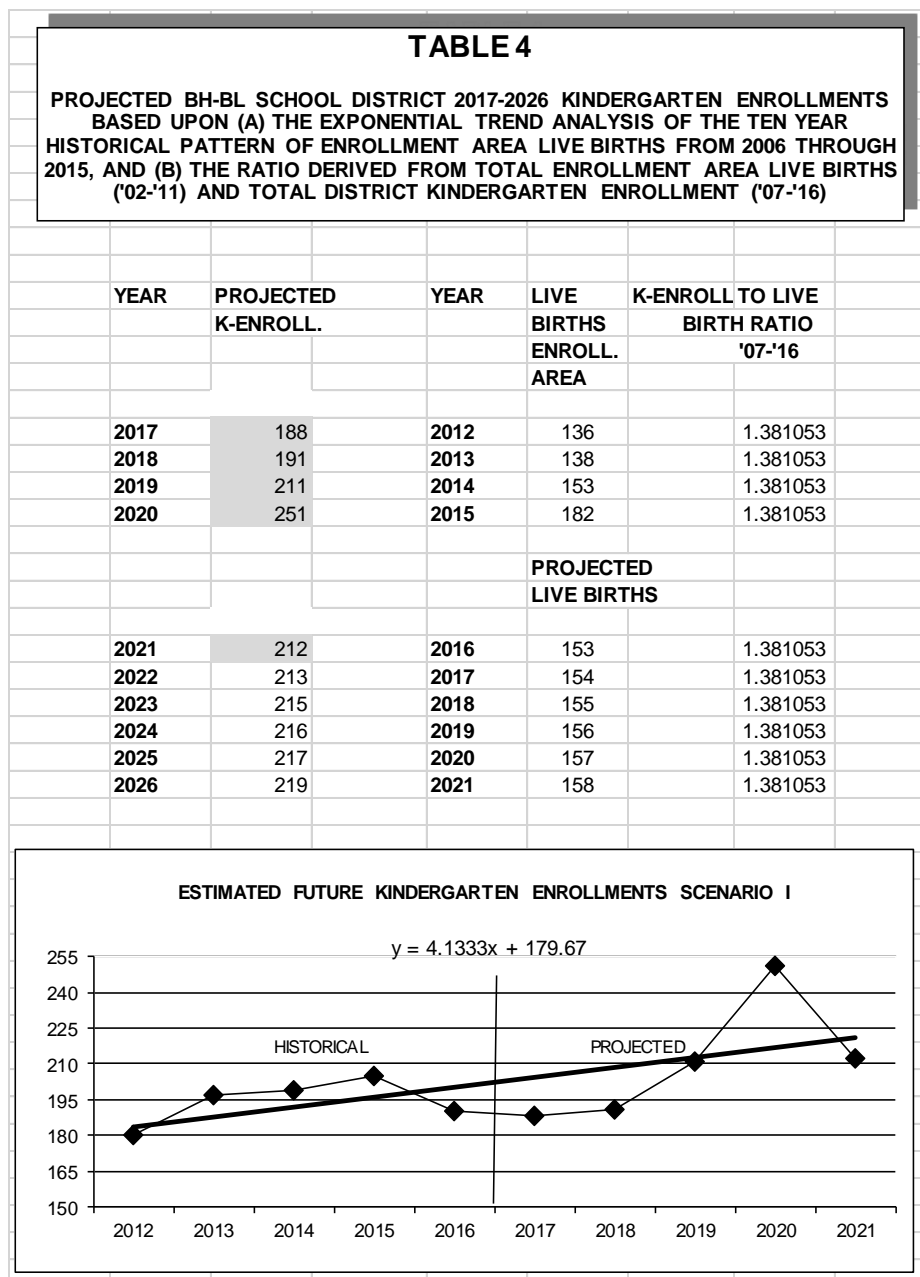 TABLE 4
PROJECTED BH-BL SCHOOL DISTRICT 2017-2026 KINDERGARTEN ENROLLMENTS
BASED UPON (A) THE EXPONENTIAL TREND ANALYSIS OF THE TEN YEAR
HISTORICAL PATTERN OF ENROLLMENT AREA LIVE BIRTHS FROM 2006 THROUGH
2015, AND (B) THE RATIO DERIVED FROM TOTAL ENROLLMENT AREA LIVE BIRTHS
('02-'11) AND TOTAL DISTRICT KINDERGARTEN ENROLLMENT ('07-'16)
YEAR PROJECTED YEAR LIVE K-ENROLL TO LIVE
K-ENROLL. BIRTHS BIRTH RATIO
ENROLL. '07-'16
AREA
2017 188 2012 136 1.381053
2018 191 2013 138 1.381053
2019 211 2014 153 1.381053
2020 251 2015 182 1.381053
PROJECTED
LIVE BIRTHS
2021 212 2016 153 1.381053
2022 213 2017 154 1.381053
2023 215 2018 155 1.381053
2024 216 2019 156 1.381053
2025 217 2020 157 1.381053
2026 219 2021 158 1.381053
ESTIMATED FUTURE KINDERGARTEN ENROLLMENTS SCENARIO I
y = 4.1333x + 179.67
255
240
225
210
195
180
165
150
HISTORICAL PROJECTED
2012 2013 2014 2015 2016 2017 2018 2019 2020 2021